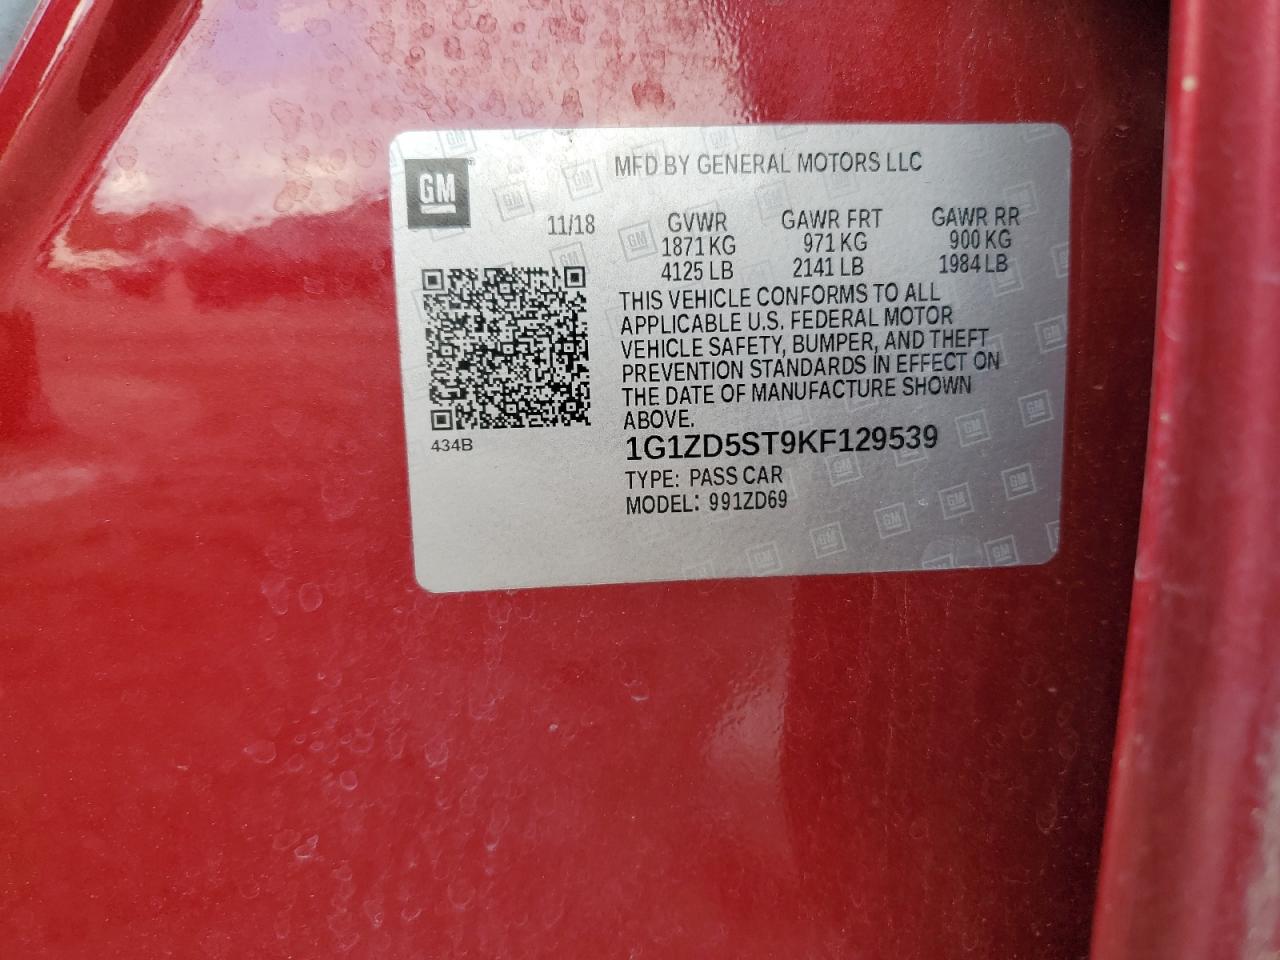 GM
MFD BY GENERAL MOTORS LLC
11/18 GVWR GAWR FRT GAWR RR
1871 KG 971 KG 900 KG
4125 LB 2141 LB 1984 LB
THIS VEHICLE CONFORMS TO ALL
APPLICABLE U.S. FEDERAL MOTOR
VEHICLE SAFETY, BUMPER, AND THEFT
PREVENTION STANDARDS IN EFFECT ON
THE DATE OF MANUFACTURE SHOWN
ABOVE.
434B
1G1ZD5ST9KF129539
TYPE: PASS CAR
MODEL: 991ZD69